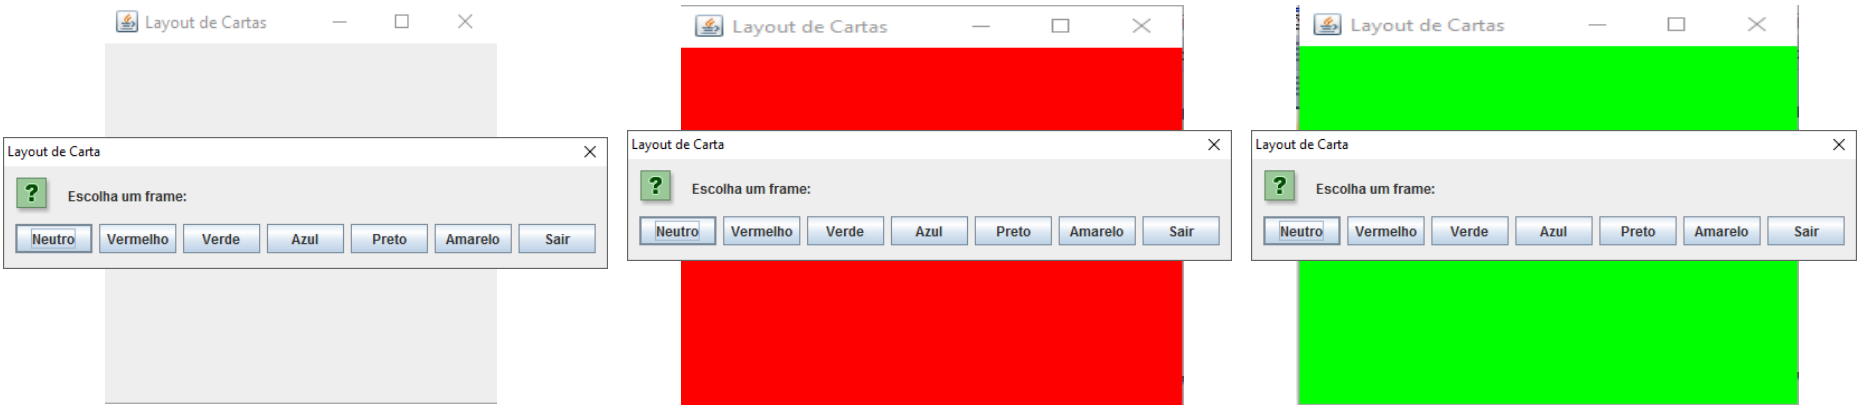 Layout de Cartas
Layout de Carta
?
Escolha um frame:
Neutro Vermelho Verde Azul Preto Amarelo Sair
Layout de Cartas
Layout de Carta
?
Escolha um frame:
Neutro Vermelho Verde Azul Preto Amarelo Sair
Layout de Cartas
Layout de Carta
?
Escolha um frame:
Neutro Vermelho Verde Azul Preto Amarelo Sair